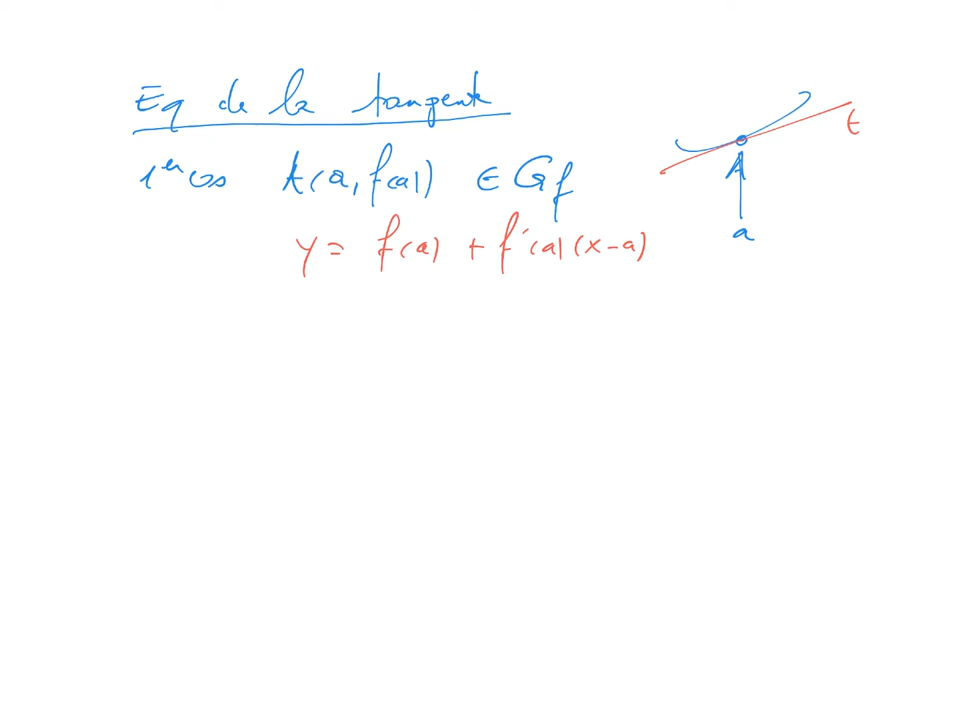 Eq de la tangente
1er cas A(a, f(a)) ∈ Gf
y = f(a) + f'(a)(x-a)
t
A
a